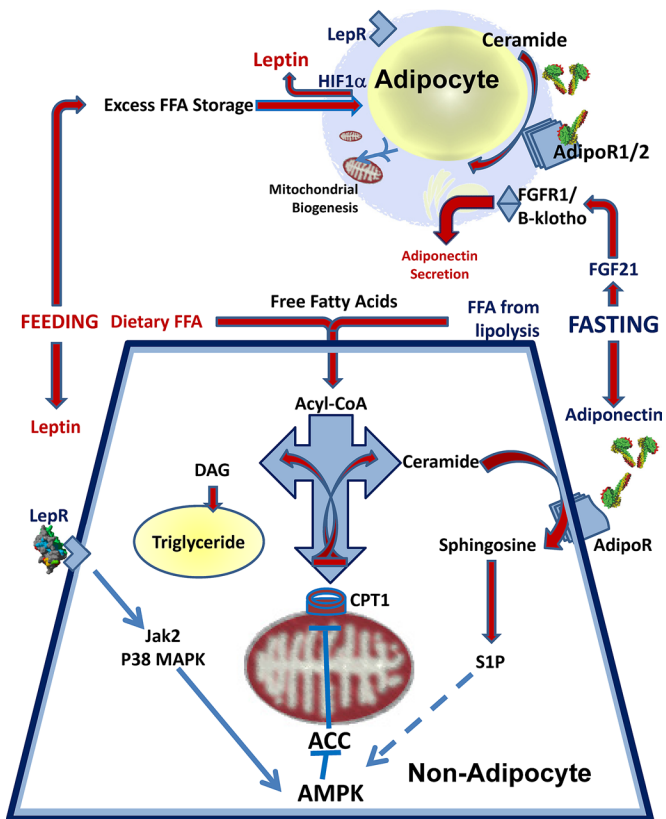 LepR
Ceramide
Leptin
HIF1α
Adipocyte
Excess FFA Storage
AdipoR1/2
Mitochondrial
Biogenesis
FGFR1/
B-klotho
Adiponectin
Secretion
FGF21
Free Fatty Acids
FEEDING
Dietary FFA
FFA from
lipolysis
FASTING
Acyl-CoA
Leptin
Adiponectin
DAG
Ceramide
LepR
Triglyceride
Sphingosine
AdipoR
CPT1
Jak2
P38 MAPK
S1P
ACC
AMPK
Non-Adipocyte